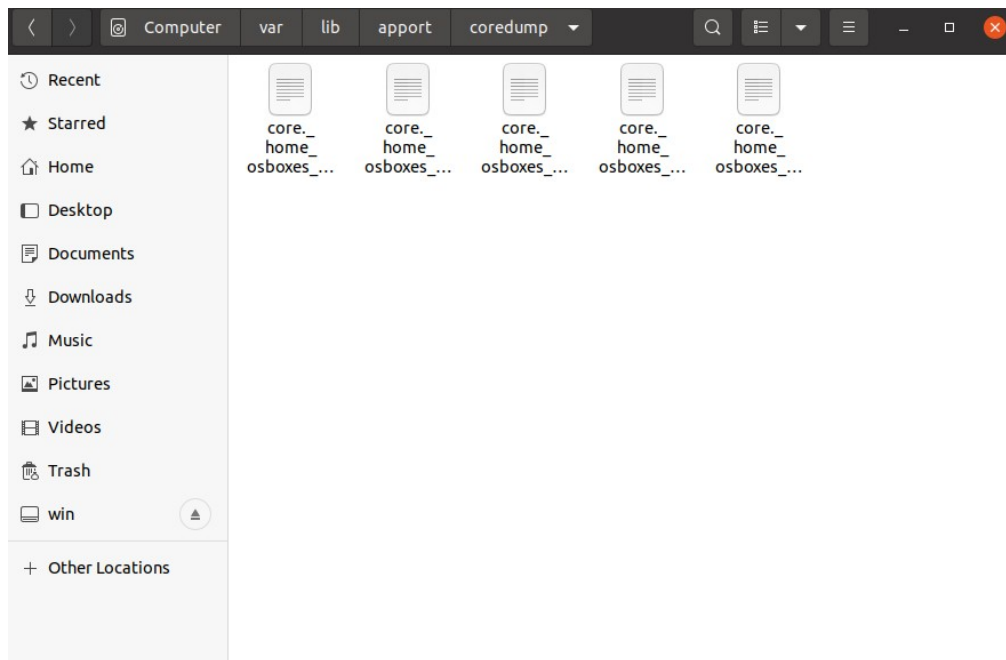 Computer var lib apport coredump
Recent
Starred
Home
Desktop
Documents
Downloads
Music
Pictures
Videos
Trash
win
Other Locations
core._
home_
osboxes_...
core._
home_
osboxes_...
core._
home_
osboxes_...
core._
home_
osboxes_...
core._
home_
osboxes_...